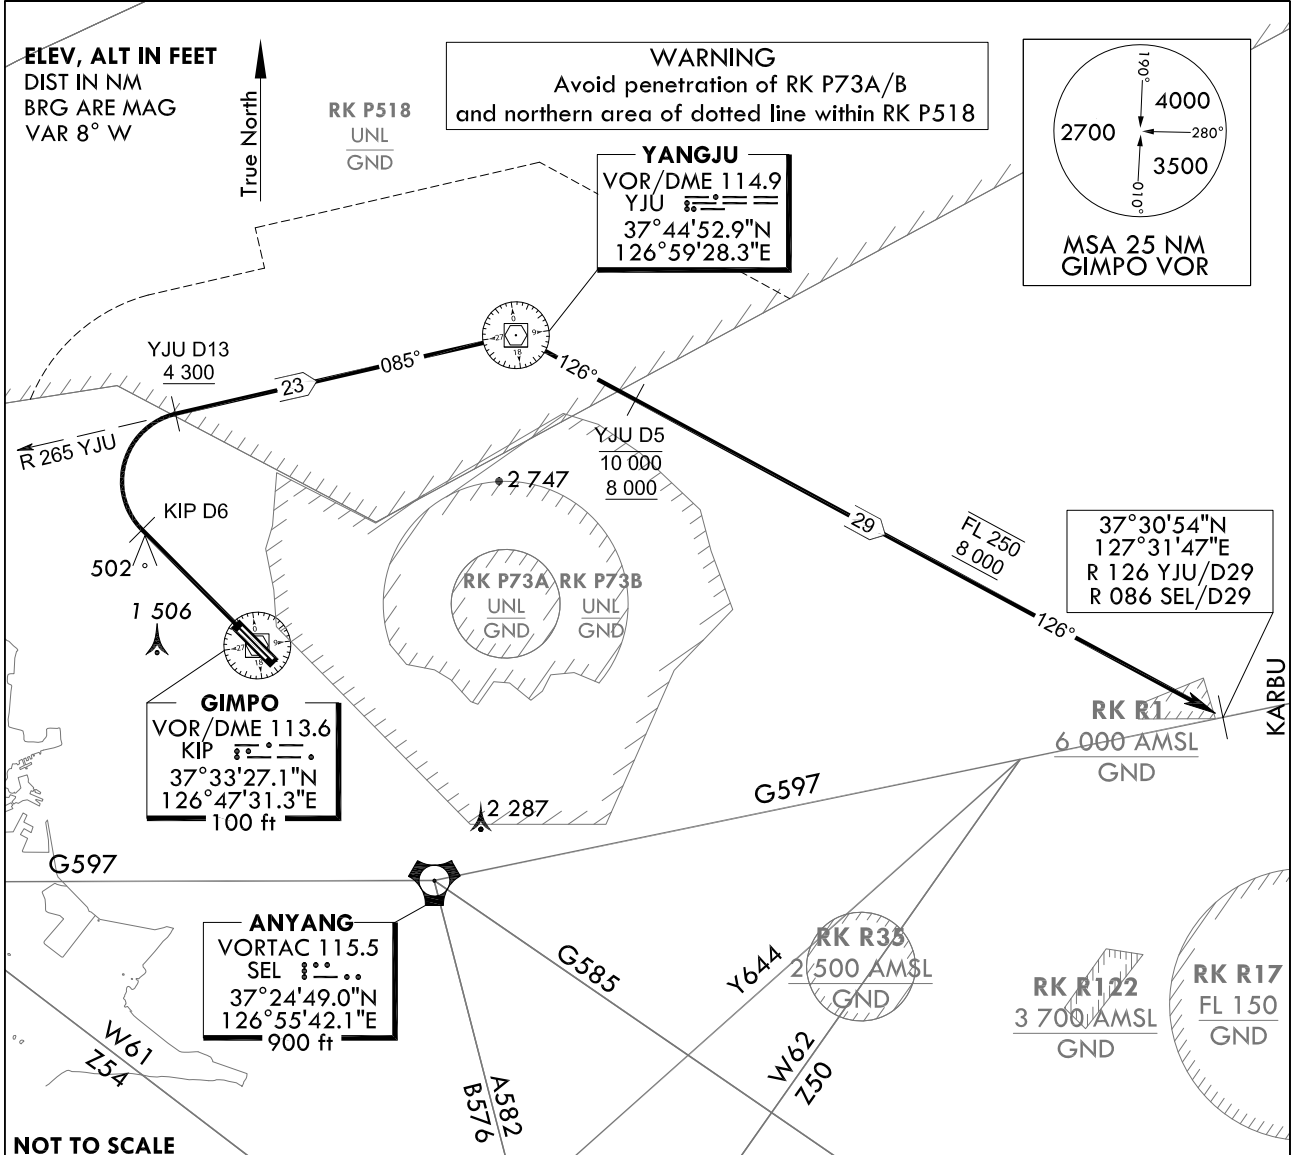 ELEV, ALT IN FEET
DIST IN NM
BRG ARE MAG
VAR 8° W
True North
RK P518
UNL
GND
WARNING
Avoid penetration of RK P73A/B
and northern area of dotted line within RK P518
190°
4000
2700
280°
3500
010°
MSA 25 NM
GIMPO VOR
YANGJU
VOR/DME 114.9
YJU
37°44'52.9"N
126°59'28.3"E
0
9
18
27
YJU D13
4 300
23
085°
126°
R 265 YJU
YJU D5
10 000
8 000
2 747
KIP D6
29
FL 250
8 000
37°30'54"N
127°31'47"E
R 126 YJU/D29
R 086 SEL/D29
502
RK P73A
UNL
GND
RK P73B
UNL
GND
1 506
126°
0
9
18
27
KARBU
GIMPO
VOR/DME 113.6
KIP
37°33'27.1"N
126°47'31.3"E
100 ft
RK R1
6 000 AMSL
GND
G597
2 287
G597
ANYANG
VORTAC 115.5
SEL
37°24'49.0"N
126°55'42.1"E
900 ft
G585
Y644
RK R35
2 500 AMSL
GND
RK R122
3 700 AMSL
GND
RK R17
FL 150
GND
W61
Z54
A582
B576
W62
Z50
NOT TO SCALE